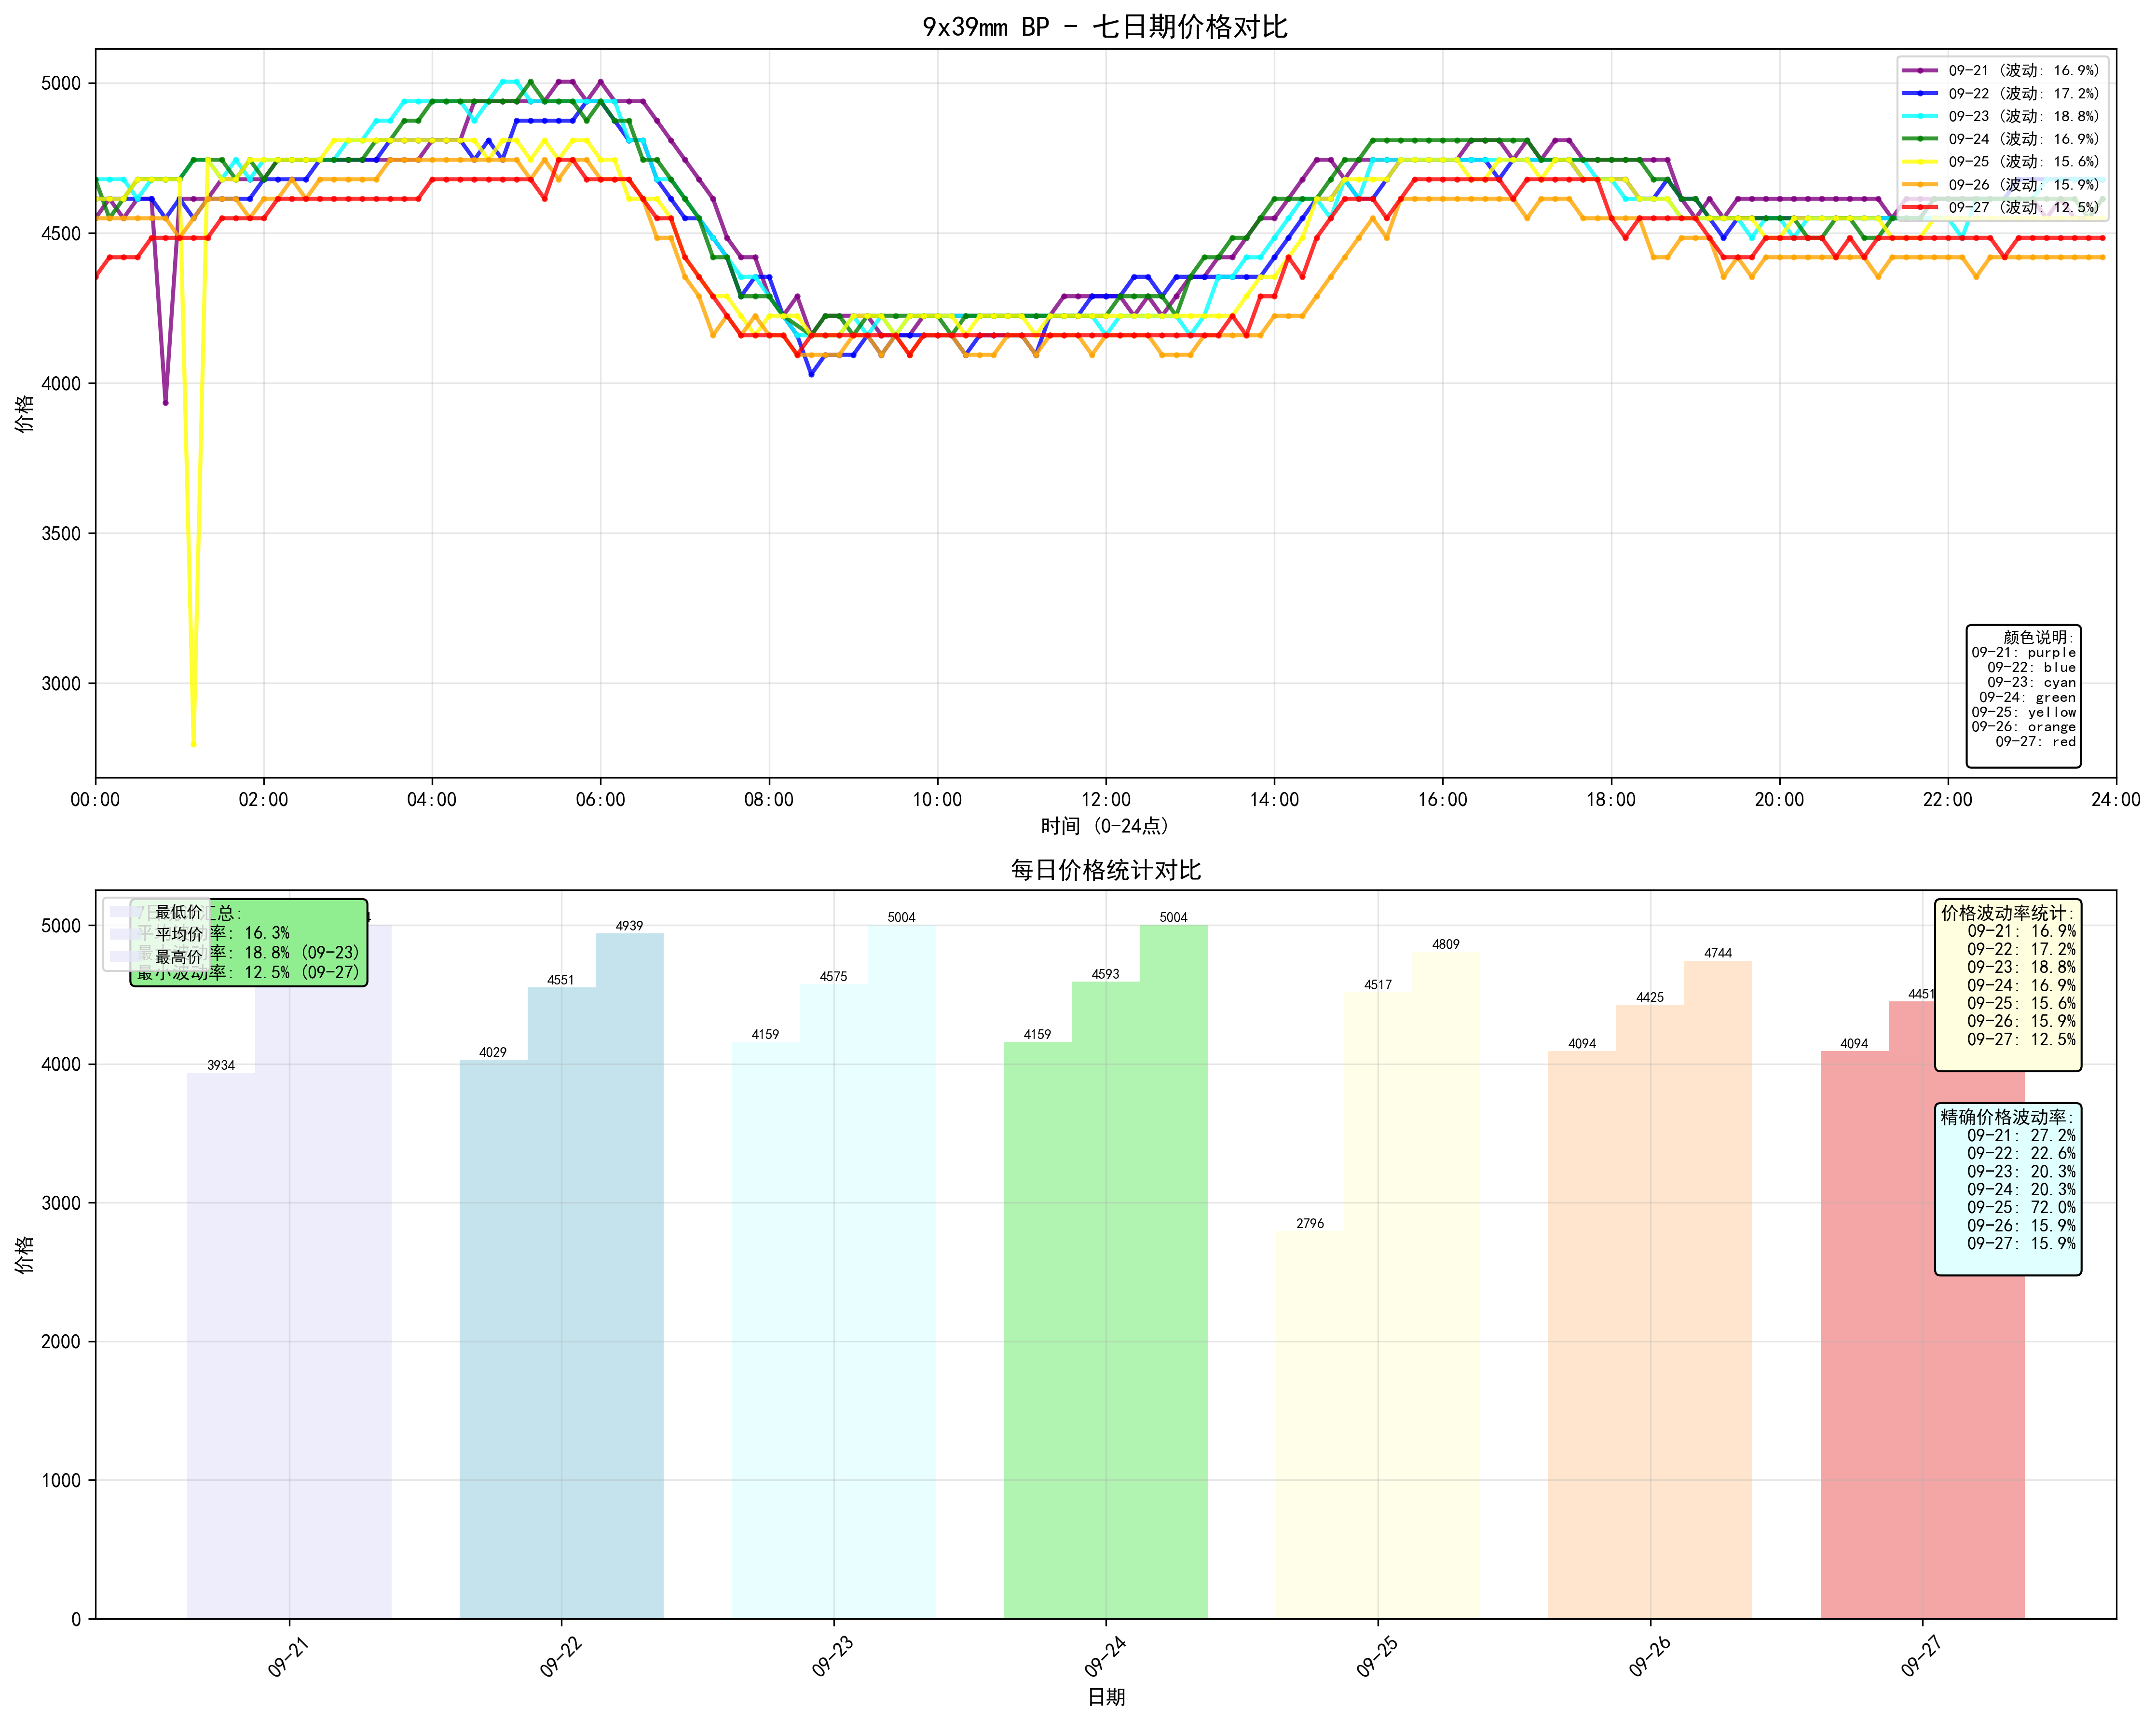 9x39mm BP - 七日期价格对比
5000
4500
4000
3500
3000
价格
09-21 (波动: 16.9%)
09-22 (波动: 17.2%)
09-23 (波动: 18.8%)
09-24 (波动: 16.9%)
09-25 (波动: 15.6%)
09-26 (波动: 15.9%)
09-27 (波动: 12.5%)
颜色说明:
09-21: purple
09-22: blue
09-23: cyan
09-24: green
09-25: yellow
09-26: orange
09-27: red
00:00 02:00 04:00 06:00 08:00 10:00 12:00 14:00 16:00 18:00 20:00 22:00 24:00
时间 (0-24点)
每日价格统计对比
5000
4000
3000
2000
1000
0
价格
最低价
平均价
最高价
汇总:
率: 16.3%
率: 18.8% (09-23)
最小波动率: 12.5% (09-27)
3934
4029
4551
4939
4159
4575
5004
4159
4593
5004
2796
4517
4809
4094
4425
4744
4094
4451
价格波动率统计:
09-21: 16.9%
09-22: 17.2%
09-23: 18.8%
09-24: 16.9%
09-25: 15.6%
09-26: 15.9%
09-27: 12.5%
精确价格波动率:
09-21: 27.2%
09-22: 22.6%
09-23: 20.3%
09-24: 20.3%
09-25: 72.0%
09-26: 15.9%
09-27: 15.9%
09-21
09-22
09-23
09-24
09-25
09-26
09-27
日期